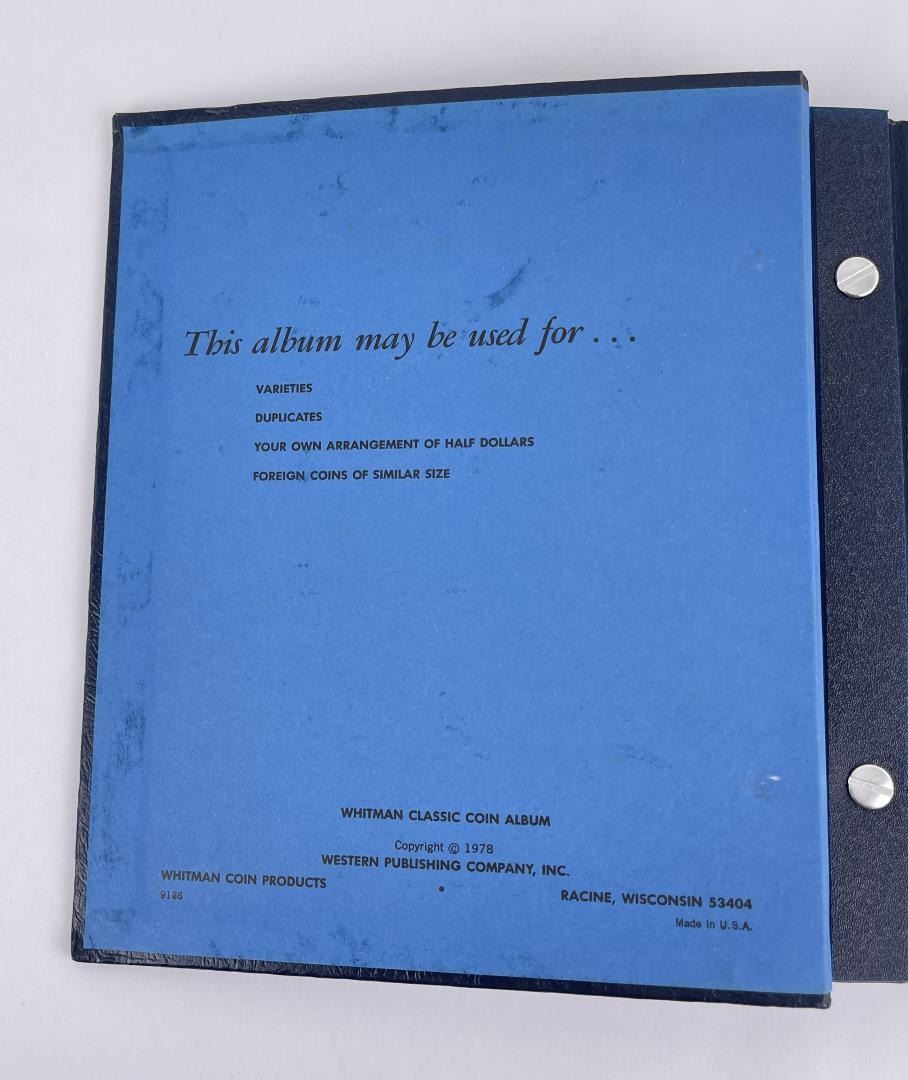 This album may be used for . . .
VARIETIES
DUPLICATES
YOUR OWN ARRANGEMENT OF HALF DOLLARS
FOREIGN COINS OF SIMILAR SIZE
WHITMAN CLASSIC COIN ALBUM
Copyright © 1978
WESTERN PUBLISHING COMPANY, INC.
WHITMAN COIN PRODUCTS • RACINE, WISCONSIN 53404
Made in U.S.A.